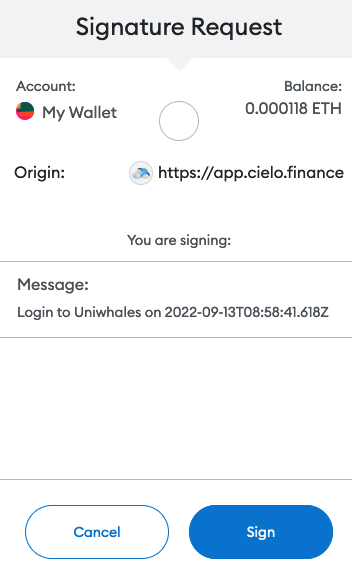 Signature Request
Account:
Balance:
My Wallet
0.000118 ETH
Origin:
https://app.cielo.finance
You are signing:
Message:
Login to Uniwhales on 2022-09-13T08:58:41.618Z
Cancel
Sign